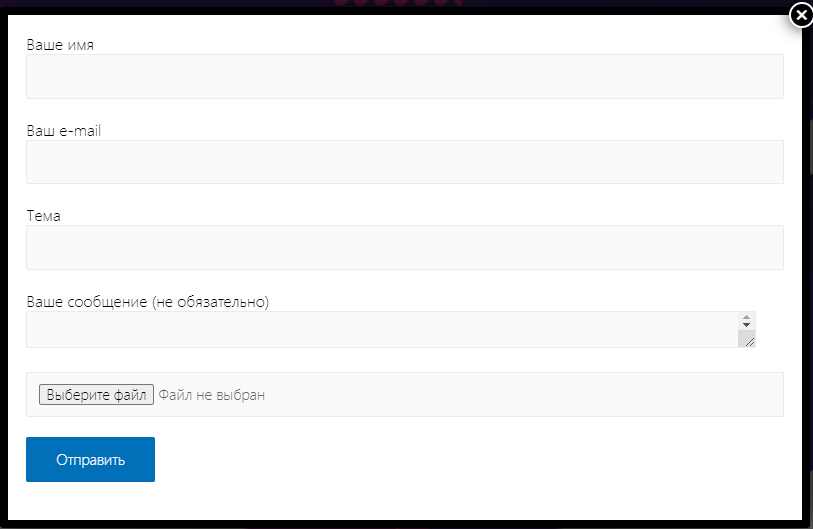 Ваше имя
Ваш e-mail
Тема
Ваше сообщение (не обязательно)
Выберите файл Файл не выбран
Отправить